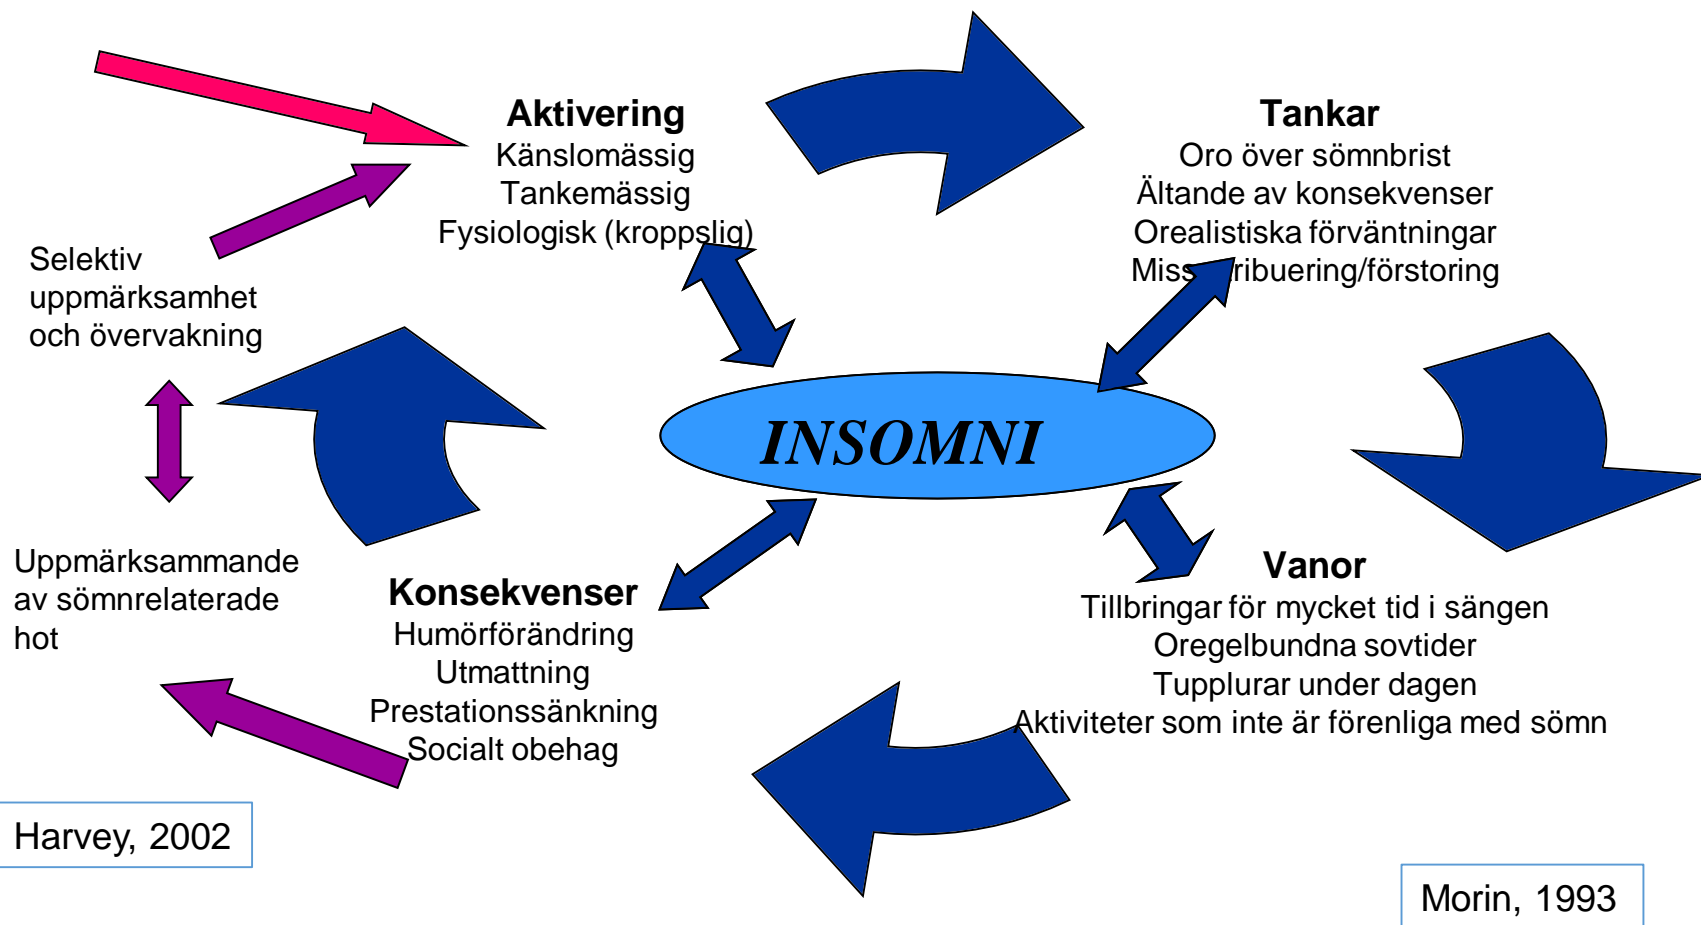 Aktivering
Känslomässig
Tankemässig
Fysiologisk (kroppslig)
Tankar
Oro över sömnbrist
Ältande av konsekvenser
Orealistiska förväntningar
Selektiv
uppmärksamhet
och övervakning
INSOMNI
Uppmärksammande
av sömnrelaterade
hot
Konsekvenser
Humörförändring
Utmattning
Prestationssänkning
Socialt obehag
Vanor
Tillbringar för mycket tid i sängen
Oregelbundna sovtider
Tupplurar under dagen
Aktiviteter som inte är förenliga med sömn
Harvey, 2002
Morin, 1993